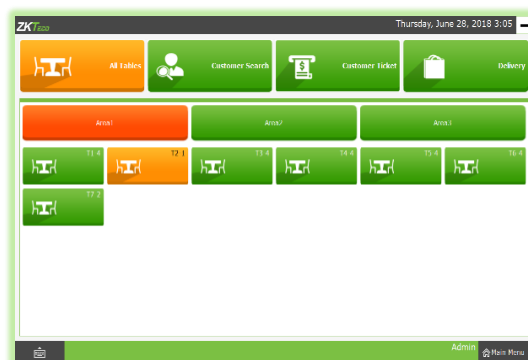 ZKTeco
Thursday, June 28, 2018 3:05
All Tables
Customer Search
Customer Ticket
Delivery
Area1
Area2
Area3
T1 4
T2 1
T3 4
T4 4
T5 4
T6 4
T7 2
Admin
Main Menu